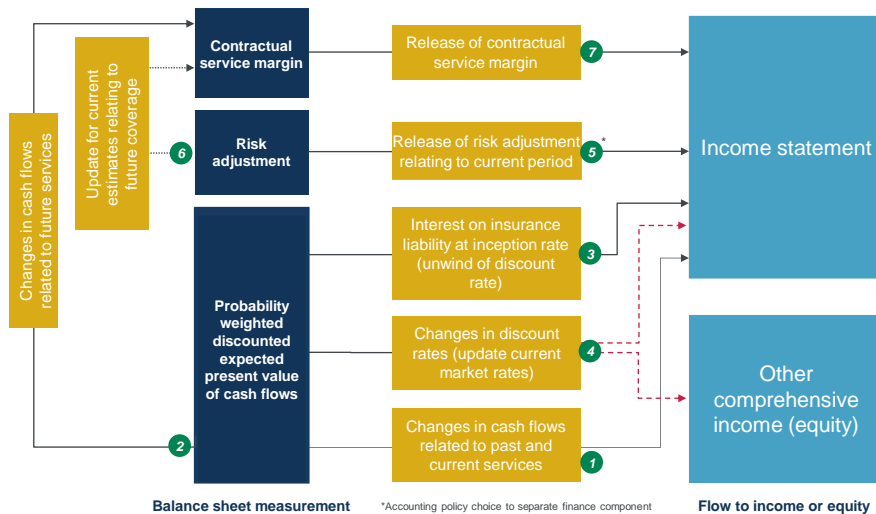 Changes in cash flows
related to future services
Update for current
estimates relating to
future coverage
6
2
Contractual
service margin
Risk
adjustment
Probability
weighted
discounted
expected
present value
of cash flows
Release of contractual
service margin
7
Release of risk adjustment
relating to current period
5
*
Interest on insurance
liability at inception rate
(unwind of discount
rate)
3
Changes in discount
rates (update current
market rates)
4
Changes in cash flows
related to past and
current services
1
Income statement
Other
comprehensive
income (equity)
Balance sheet measurement
*Accounting policy choice to separate finance component
Flow to income or equity